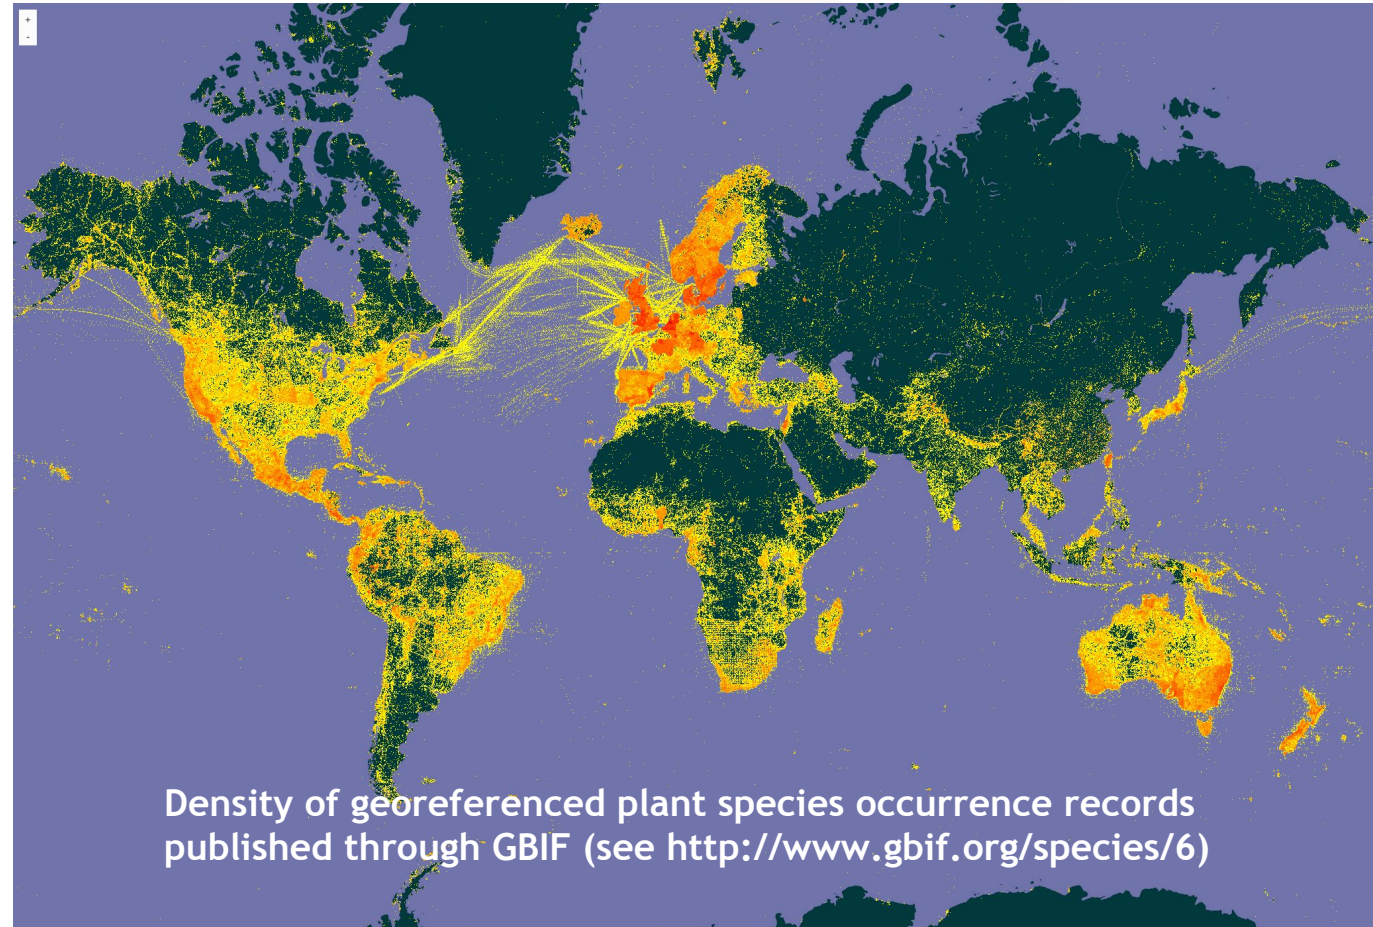 +
-
Density of georeferenced plant species occurrence records
published through GBIF (see http://www.gbif.org/species/6)